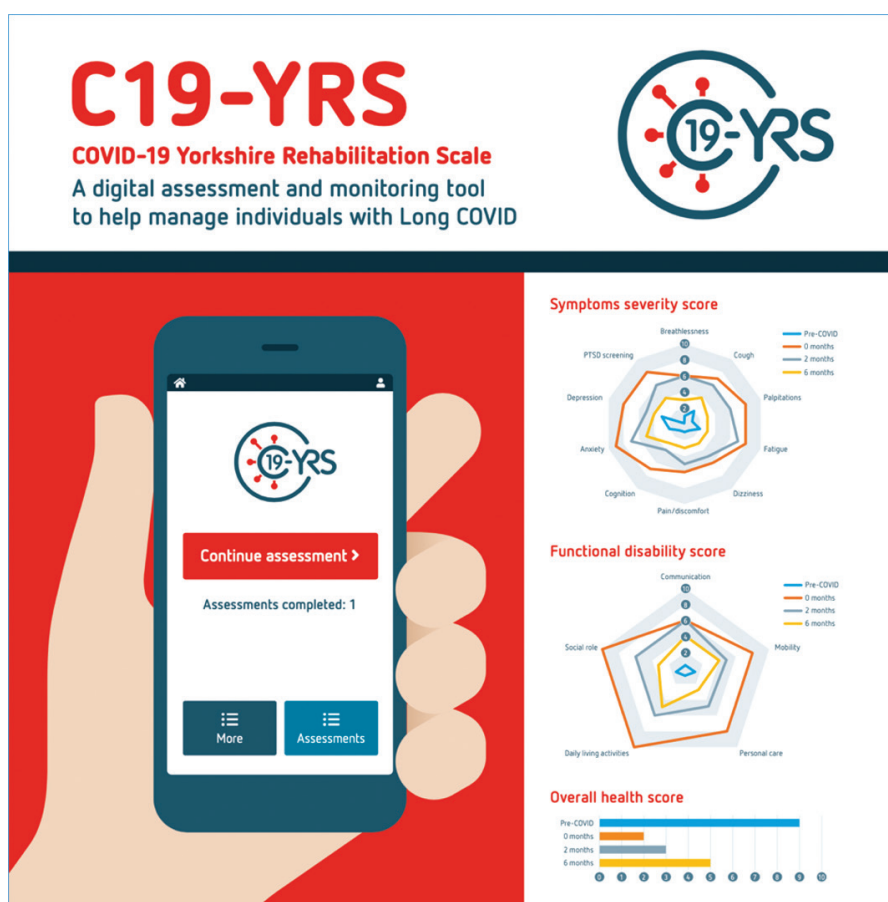 C19-YRS
COVID-19 Yorkshire Rehabilitation Scale
A digital assessment and monitoring tool
to help manage individuals with Long COVID
19-YRS
19-YRS
Continue assessment >
Assessments completed: 1
More
Assessments
Symptoms severity score
Breathlessness
Cough
Palpitations
Fatigue
Dizziness
Pain/discomfort
Cognition
Anxiety
Depression
PTSD screening
10
8
6
4
2
Pre-COVID
0 months
2 months
6 months
Functional disability score
Communication
Mobility
Personal care
Daily living activities
Social role
10
8
6
4
2
Pre-COVID
0 months
2 months
6 months
Overall health score
Pre-COVID
0 months
2 months
6 months
0 1 2 3 4 5 6 7 8 9 10